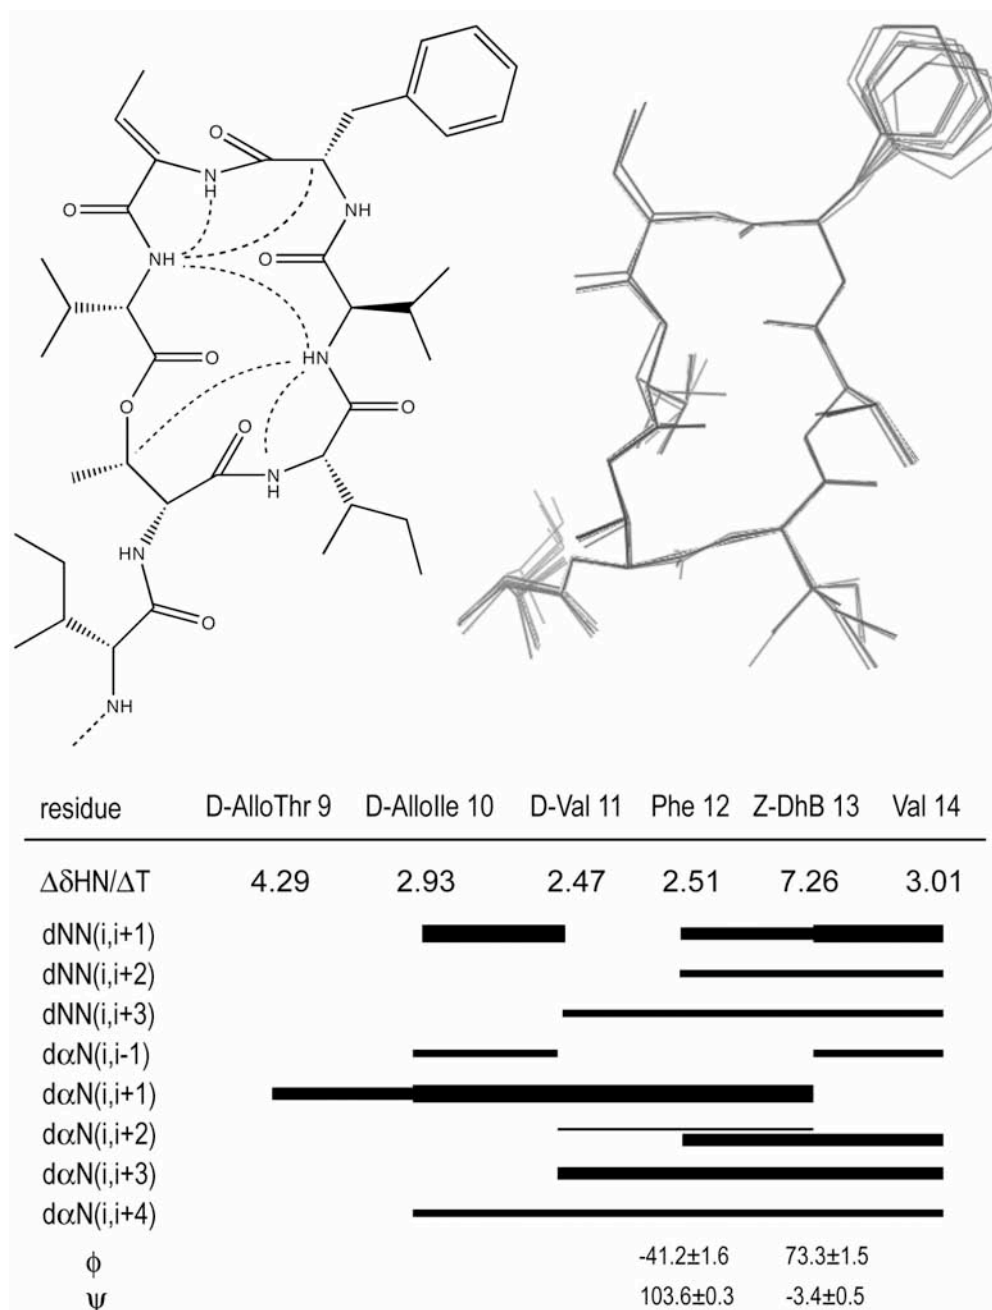 O
N
H
O NH
NH O
O HN
O O
O
N
H
HN
O
NH
residue D-AlloThr 9 D-AlloIle 10 D-Val 11 Phe 12 Z-DhB 13 Val 14
ΔδHN/ΔT 4.29 2.93 2.47 2.51 7.26 3.01
dNN(i,i+1)
dNN(i,i+2)
dNN(i,i+3)
dαN(i,i-1)
dαN(i,i+1)
dαN(i,i+2)
dαN(i,i+3)
dαN(i,i+4)
ϕ -41.2±1.6 73.3±1.5
ψ 103.6±0.3 -3.4±0.5